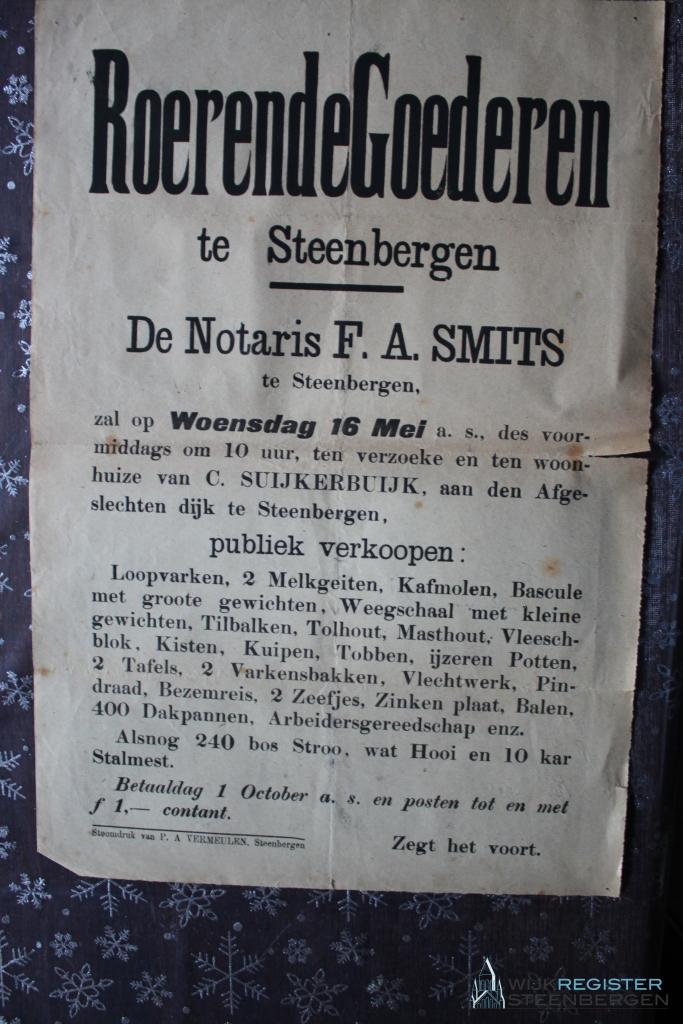 Roerende Goederen
te Steenbergen
De Notaris F. A. SMITS
te Steenbergen,
zal op Woensdag 16 Mei a. s., des voor-
middags om 10 uur, ten verzoeke en ten woon-
huize van C. SUIJKERBUIJK, aan den Afge-
slechten dijk te Steenbergen,
publiek verkoopen:
Loopvarken, 2 Melkgeiten, Kafmolen, Bascule
met groote gewichten, Weegschaal met kleine
gewichten, Tilbalken, Tolhout, Masthout, Vleesch-
blok, Kisten, Kuipen, Tobben, ijzeren Potten,
2 Tafels, 2 Varkensbakken, Vlechtwerk, Pin-
draad, Bezemreis, 2 Zeefjes, Zinken plaat, Balen,
400 Dakpannen, Arbeidersgereedschap enz.
Alsnog 240 bos Stroo, wat Hooi en 10 kar
Stalmest.
Betaaldag 1 October a. s. en posten tot en met
f 1,— contant.
Stoomdruk van P. A VERMEULEN, Steenbergen
Zegt het voort.
WIJKREGISTER
STEENBERGEN